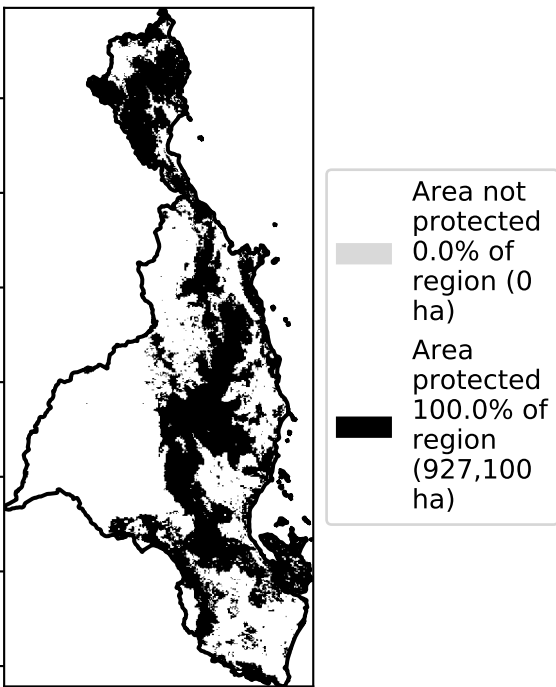 Area not
protected
0.0% of
region (0
ha)
Area
protected
100.0% of
region
(927,100
ha)